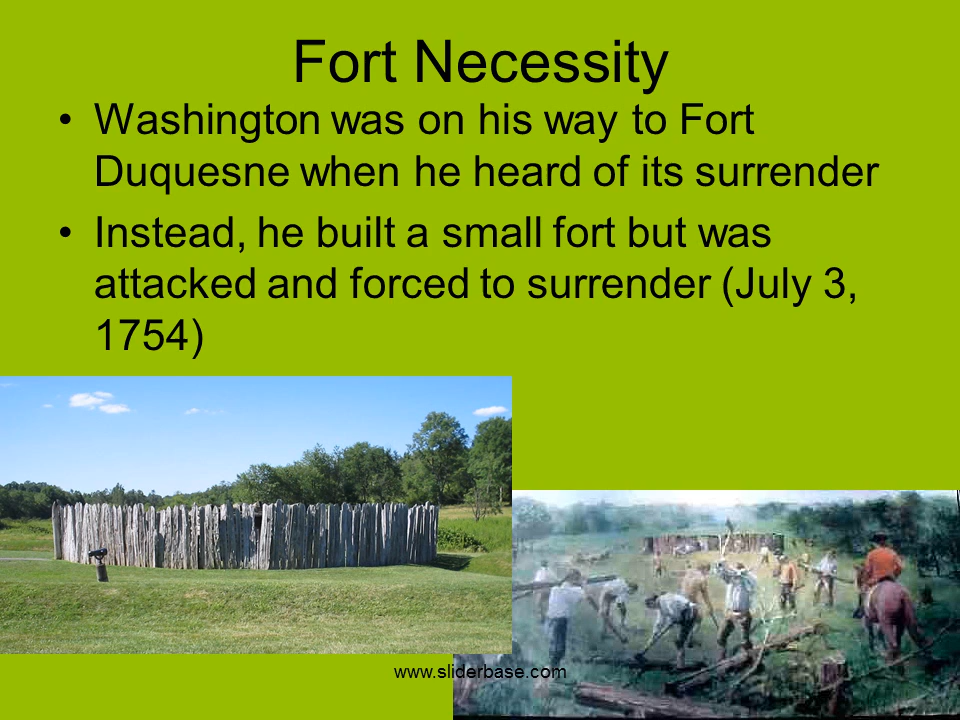 Fort Necessity
• Washington was on his way to Fort
Duquesne when he heard of its surrender
• Instead, he built a small fort but was
attacked and forced to surrender (July 3,
1754)
www.sliderbase.com